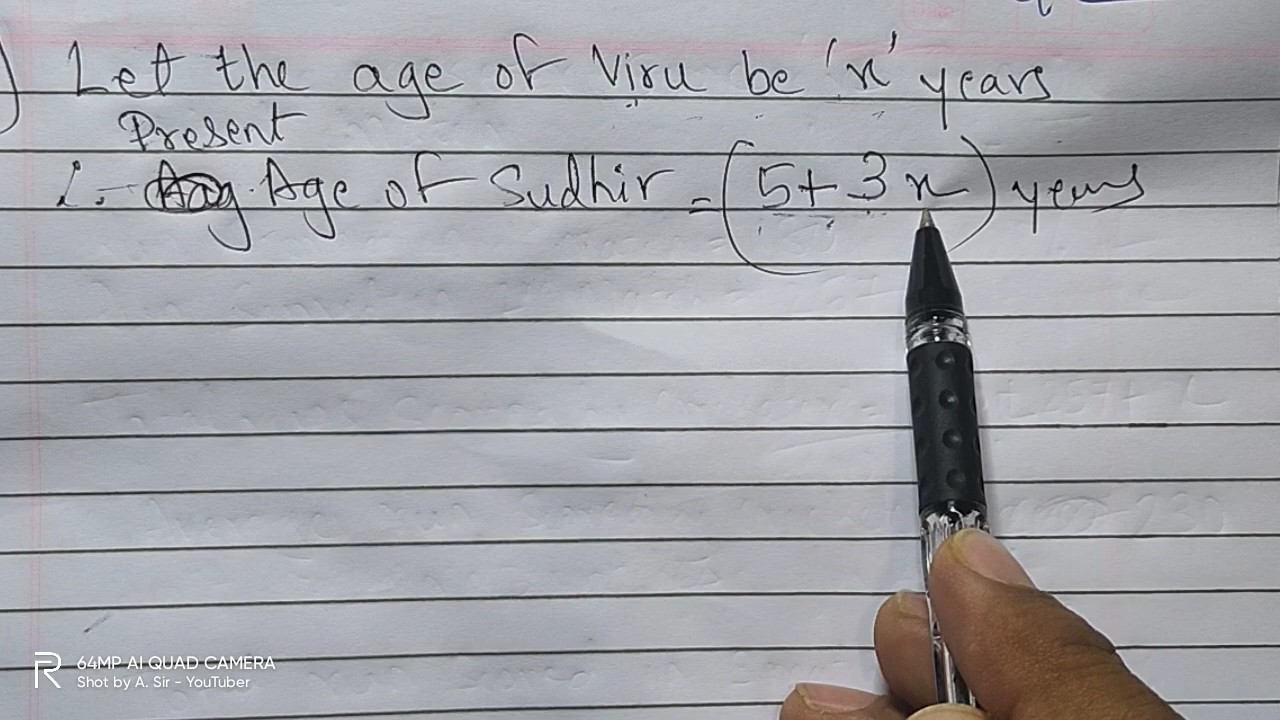 ) Let the age of Viru be 'x' years
Present
∴ Age of Sudhir = (5+3x) years
64MP AI QUAD CAMERA
Shot by A. Sir - YouTuber